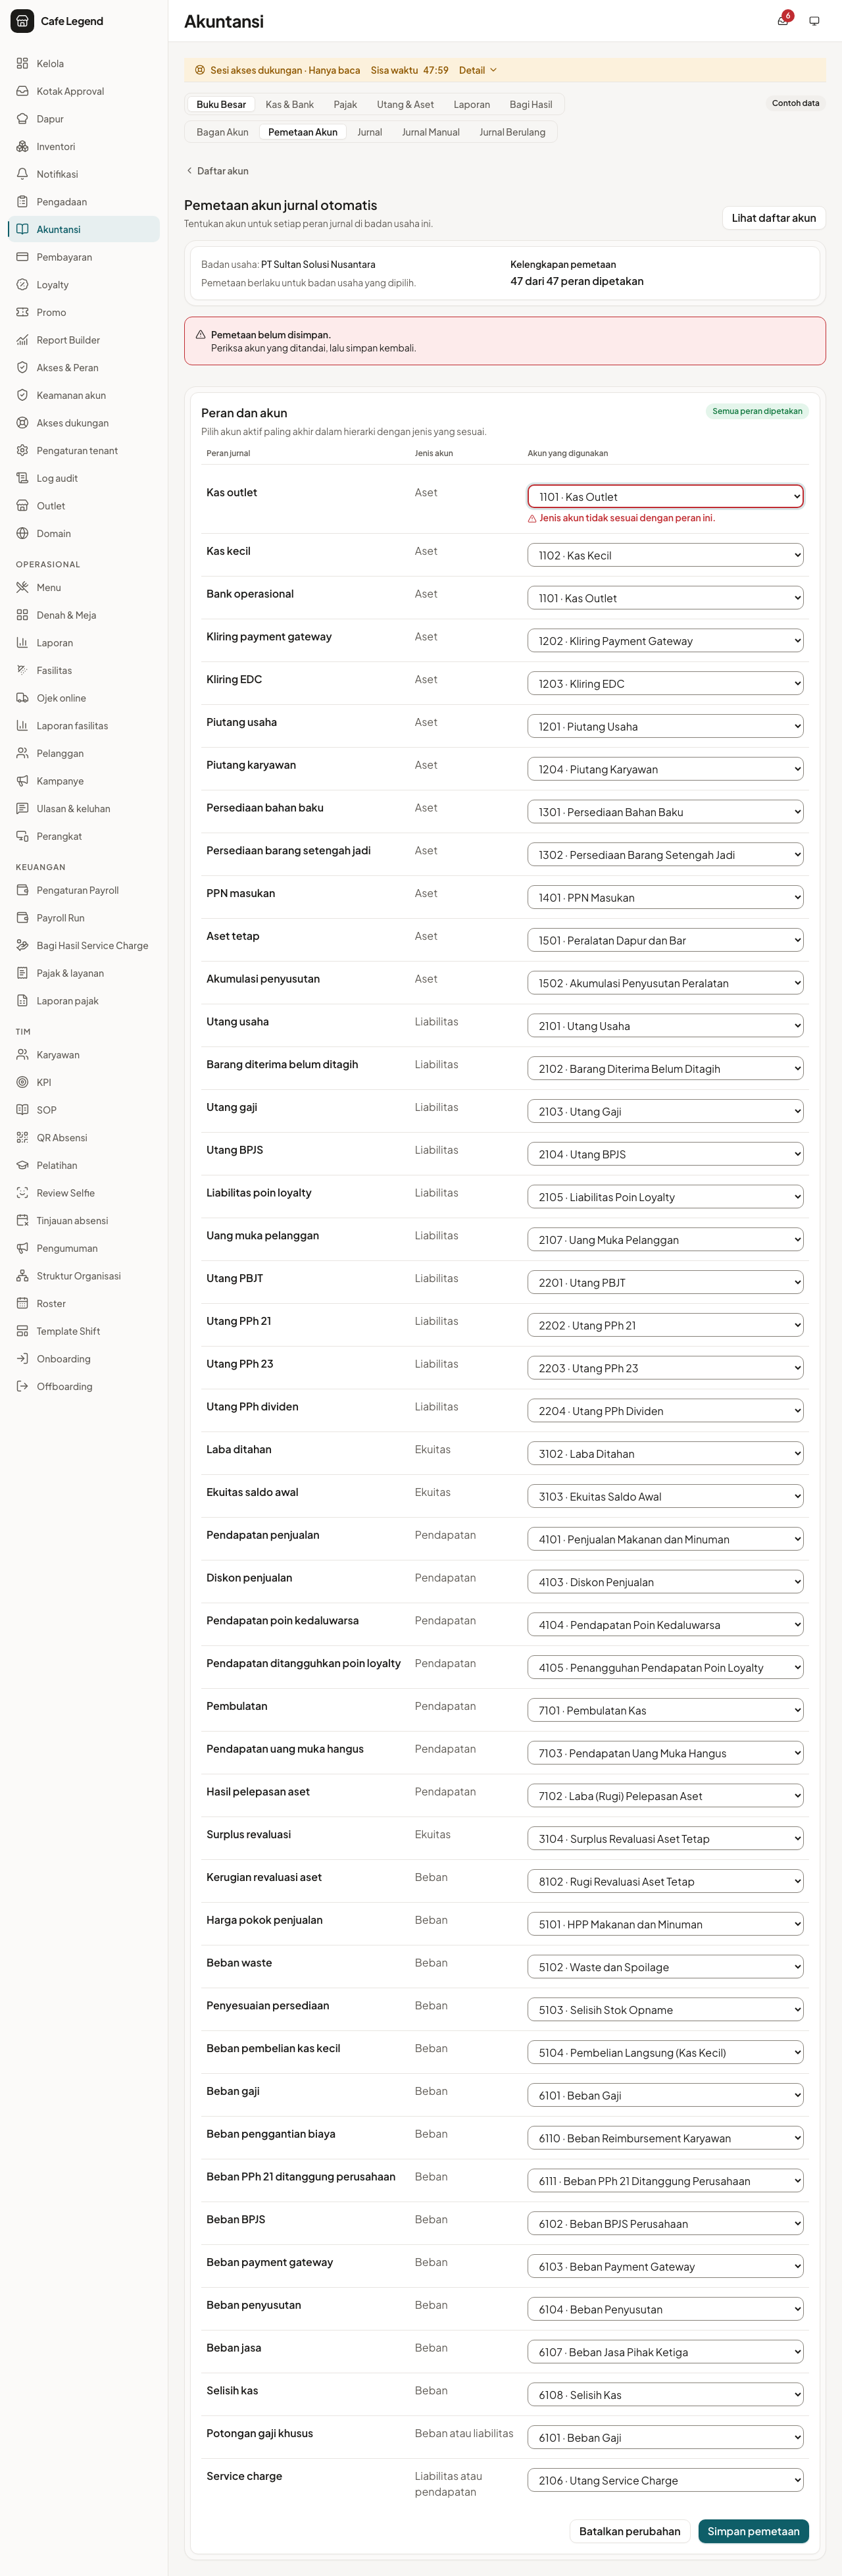 Cafe Legend
Kelola
Kotak Approval
Dapur
Inventori
Notifikasi
Pengadaan
Akuntansi
Pembayaran
Loyalty
Promo
Report Builder
Akses & Peran
Keamanan akun
Akses dukungan
Pengaturan tenant
Log audit
Outlet
Domain
OPERASIONAL
Menu
Denah & Meja
Laporan
Fasilitas
Ojek online
Laporan fasilitas
Pelanggan
Kampanye
Ulasan & keluhan
Perangkat
KEUANGAN
Pengaturan Payroll
Payroll Run
Bagi Hasil Service Charge
Pajak & layanan
Laporan pajak
TIM
Karyawan
KPI
SOP
QR Absensi
Pelatihan
Review Selfie
Tinjauan absensi
Pengumuman
Struktur Organisasi
Roster
Template Shift
Onboarding
Offboarding
Akuntansi
6
Sesi akses dukungan · Hanya baca Sisa waktu 47:59 Detail
Buku Besar Kas & Bank Pajak Utang & Aset Laporan Bagi Hasil
Contoh data
Bagan Akun Pemetaan Akun Jurnal Jurnal Manual Jurnal Berulang
Daftar akun
Pemetaan akun jurnal otomatis
Tentukan akun untuk setiap peran jurnal di badan usaha ini.
Lihat daftar akun
Badan usaha: PT Sultan Solusi Nusantara
Pemetaan berlaku untuk badan usaha yang dipilih.
Kelengkapan pemetaan
47 dari 47 peran dipetakan
Pemetaan belum disimpan.
Periksa akun yang ditandai, lalu simpan kembali.
Peran dan akun
Semua peran dipetakan
Pilih akun aktif paling akhir dalam hierarki dengan jenis yang sesuai.
Peran jurnal Jenis akun Akun yang digunakan
Kas outlet Aset 1101 · Kas Outlet
Jenis akun tidak sesuai dengan peran ini.
Kas kecil Aset 1102 · Kas Kecil
Bank operasional Aset 1101 · Kas Outlet
Kliring payment gateway Aset 1202 · Kliring Payment Gateway
Kliring EDC Aset 1203 · Kliring EDC
Piutang usaha Aset 1201 · Piutang Usaha
Piutang karyawan Aset 1204 · Piutang Karyawan
Persediaan bahan baku Aset 1301 · Persediaan Bahan Baku
Persediaan barang setengah jadi Aset 1302 · Persediaan Barang Setengah Jadi
PPN masukan Aset 1401 · PPN Masukan
Aset tetap Aset 1501 · Peralatan Dapur dan Bar
Akumulasi penyusutan Aset 1502 · Akumulasi Penyusutan Peralatan
Utang usaha Liabilitas 2101 · Utang Usaha
Barang diterima belum ditagih Liabilitas 2102 · Barang Diterima Belum Ditagih
Utang gaji Liabilitas 2103 · Utang Gaji
Utang BPJS Liabilitas 2104 · Utang BPJS
Liabilitas poin loyalty Liabilitas 2105 · Liabilitas Poin Loyalty
Uang muka pelanggan Liabilitas 2107 · Uang Muka Pelanggan
Utang PBJT Liabilitas 2201 · Utang PBJT
Utang PPh 21 Liabilitas 2202 · Utang PPh 21
Utang PPh 23 Liabilitas 2203 · Utang PPh 23
Utang PPh dividen Liabilitas 2204 · Utang PPh Dividen
Laba ditahan Ekuitas 3102 · Laba Ditahan
Ekuitas saldo awal Ekuitas 3103 · Ekuitas Saldo Awal
Pendapatan penjualan Pendapatan 4101 · Penjualan Makanan dan Minuman
Diskon penjualan Pendapatan 4103 · Diskon Penjualan
Pendapatan poin kedaluwarsa Pendapatan 4104 · Pendapatan Poin Kedaluwarsa
Pendapatan ditangguhkan poin loyalty Pendapatan 4105 · Penangguhan Pendapatan Poin Loyalty
Pembulatan Pendapatan 7101 · Pembulatan Kas
Pendapatan uang muka hangus Pendapatan 7103 · Pendapatan Uang Muka Hangus
Hasil pelepasan aset Pendapatan 7102 · Laba (Rugi) Pelepasan Aset
Surplus revaluasi Ekuitas 3104 · Surplus Revaluasi Aset Tetap
Kerugian revaluasi aset Beban 8102 · Rugi Revaluasi Aset Tetap
Harga pokok penjualan Beban 5101 · HPP Makanan dan Minuman
Beban waste Beban 5102 · Waste dan Spoilage
Penyesuaian persediaan Beban 5103 · Selisih Stok Opname
Beban pembelian kas kecil Beban 5104 · Pembelian Langsung (Kas Kecil)
Beban gaji Beban 6101 · Beban Gaji
Beban penggantian biaya Beban 6110 · Beban Reimbursement Karyawan
Beban PPh 21 ditanggung perusahaan Beban 6111 · Beban PPh 21 Ditanggung Perusahaan
Beban BPJS Beban 6102 · Beban BPJS Perusahaan
Beban payment gateway Beban 6103 · Beban Payment Gateway
Beban penyusutan Beban 6104 · Beban Penyusutan
Beban jasa Beban 6107 · Beban Jasa Pihak Ketiga
Selisih kas Beban 6108 · Selisih Kas
Potongan gaji khusus Beban atau liabilitas 6101 · Beban Gaji
Service charge Liabilitas atau pendapatan 2106 · Utang Service Charge
Batalkan perubahan Simpan pemetaan